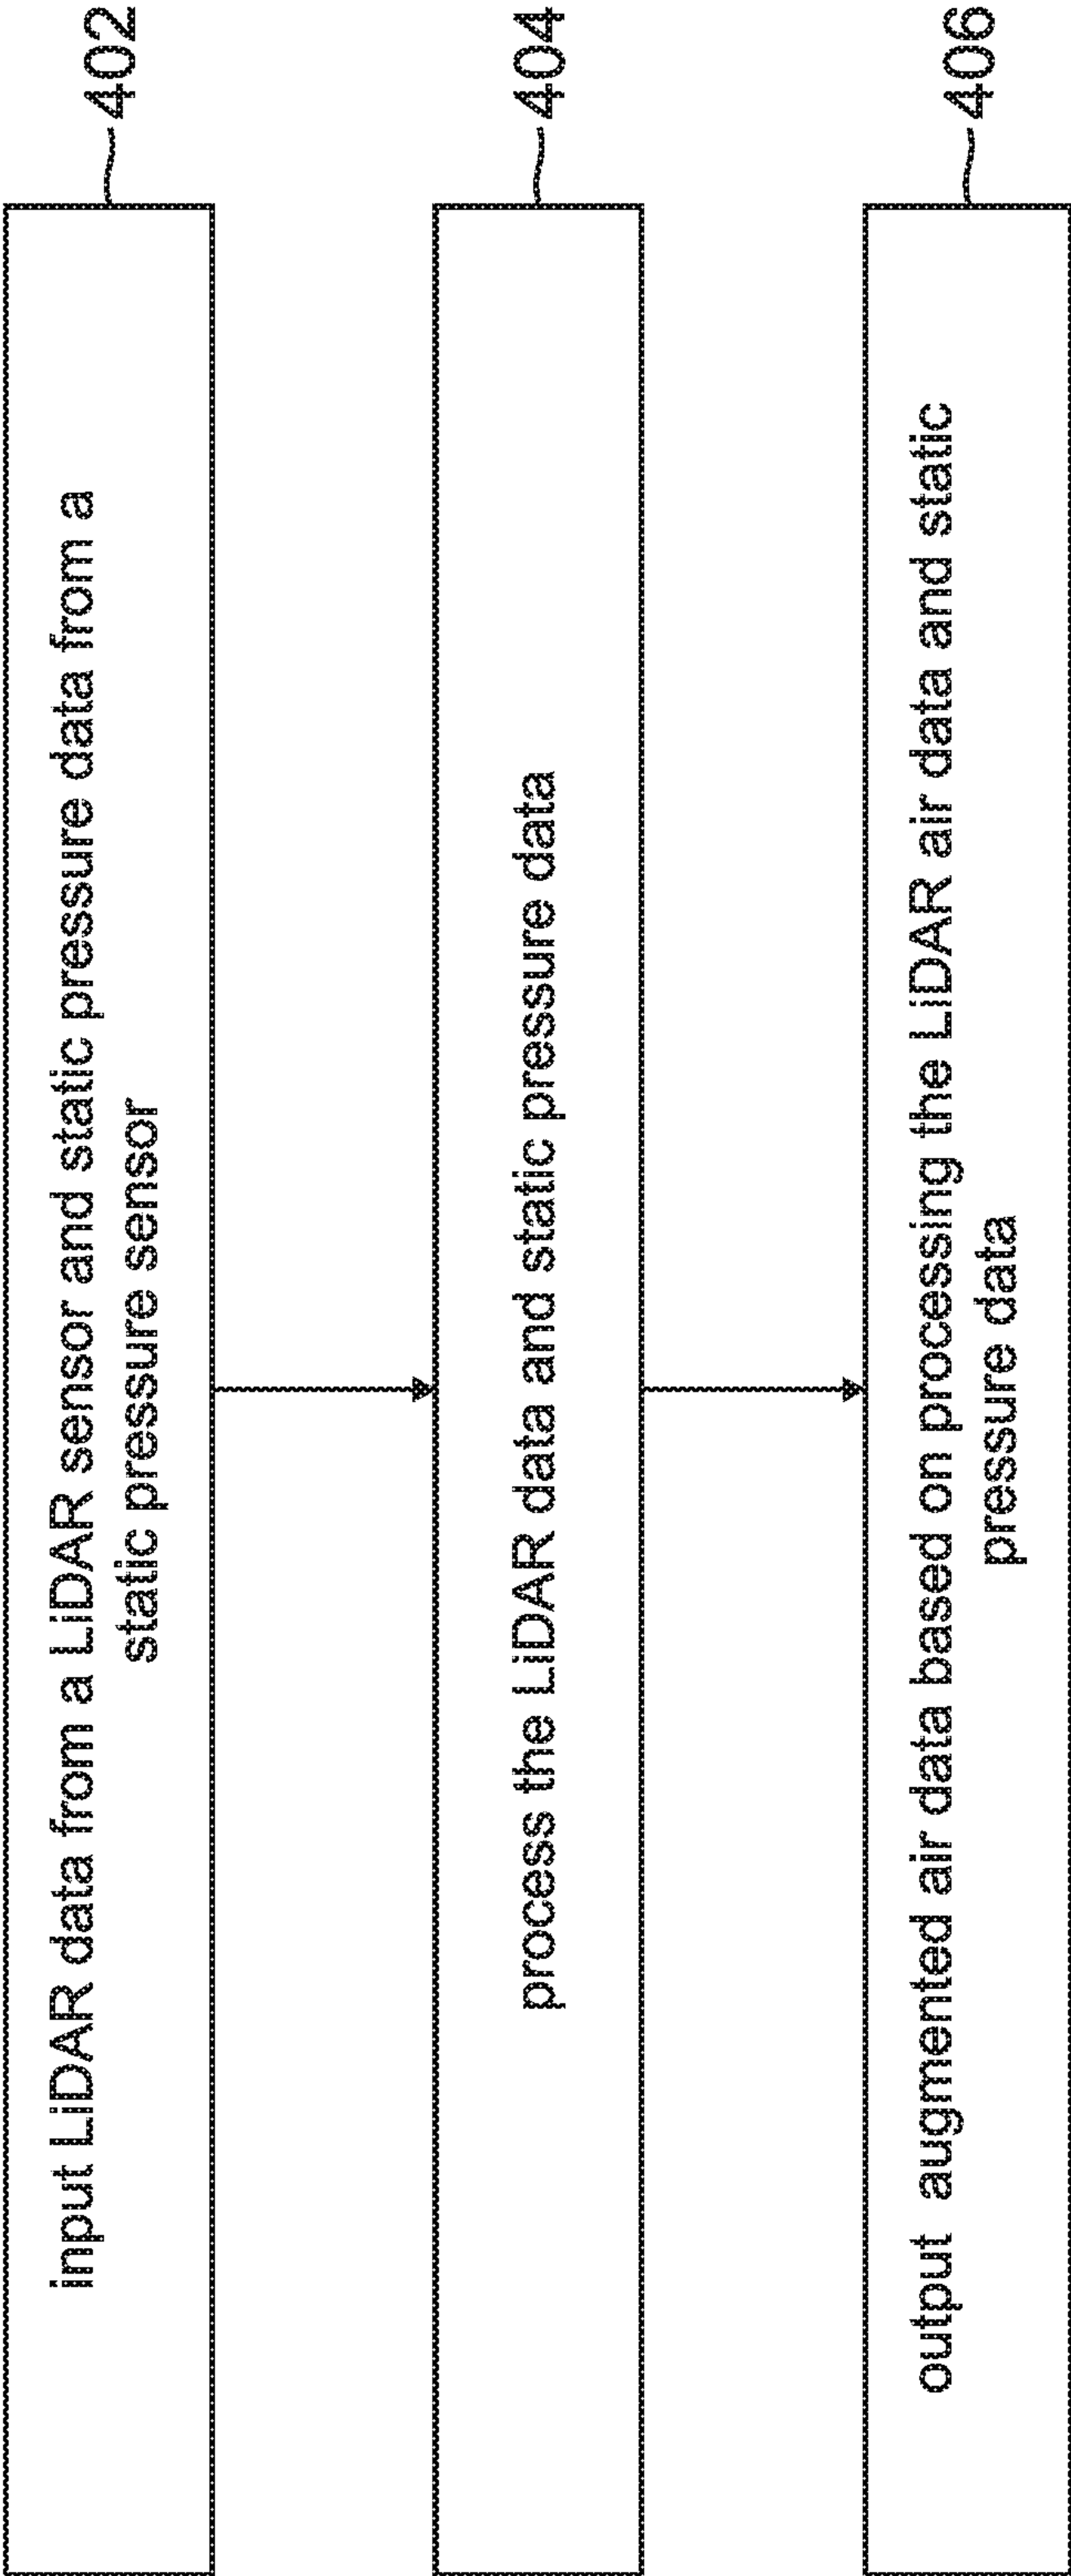 input LiDAR data from a LiDAR sensor and static pressure data from a
static pressure sensor
402
process the LiDAR data and static pressure data
404
output augmented air data based on processing the LiDAR air data and static
pressure data
406